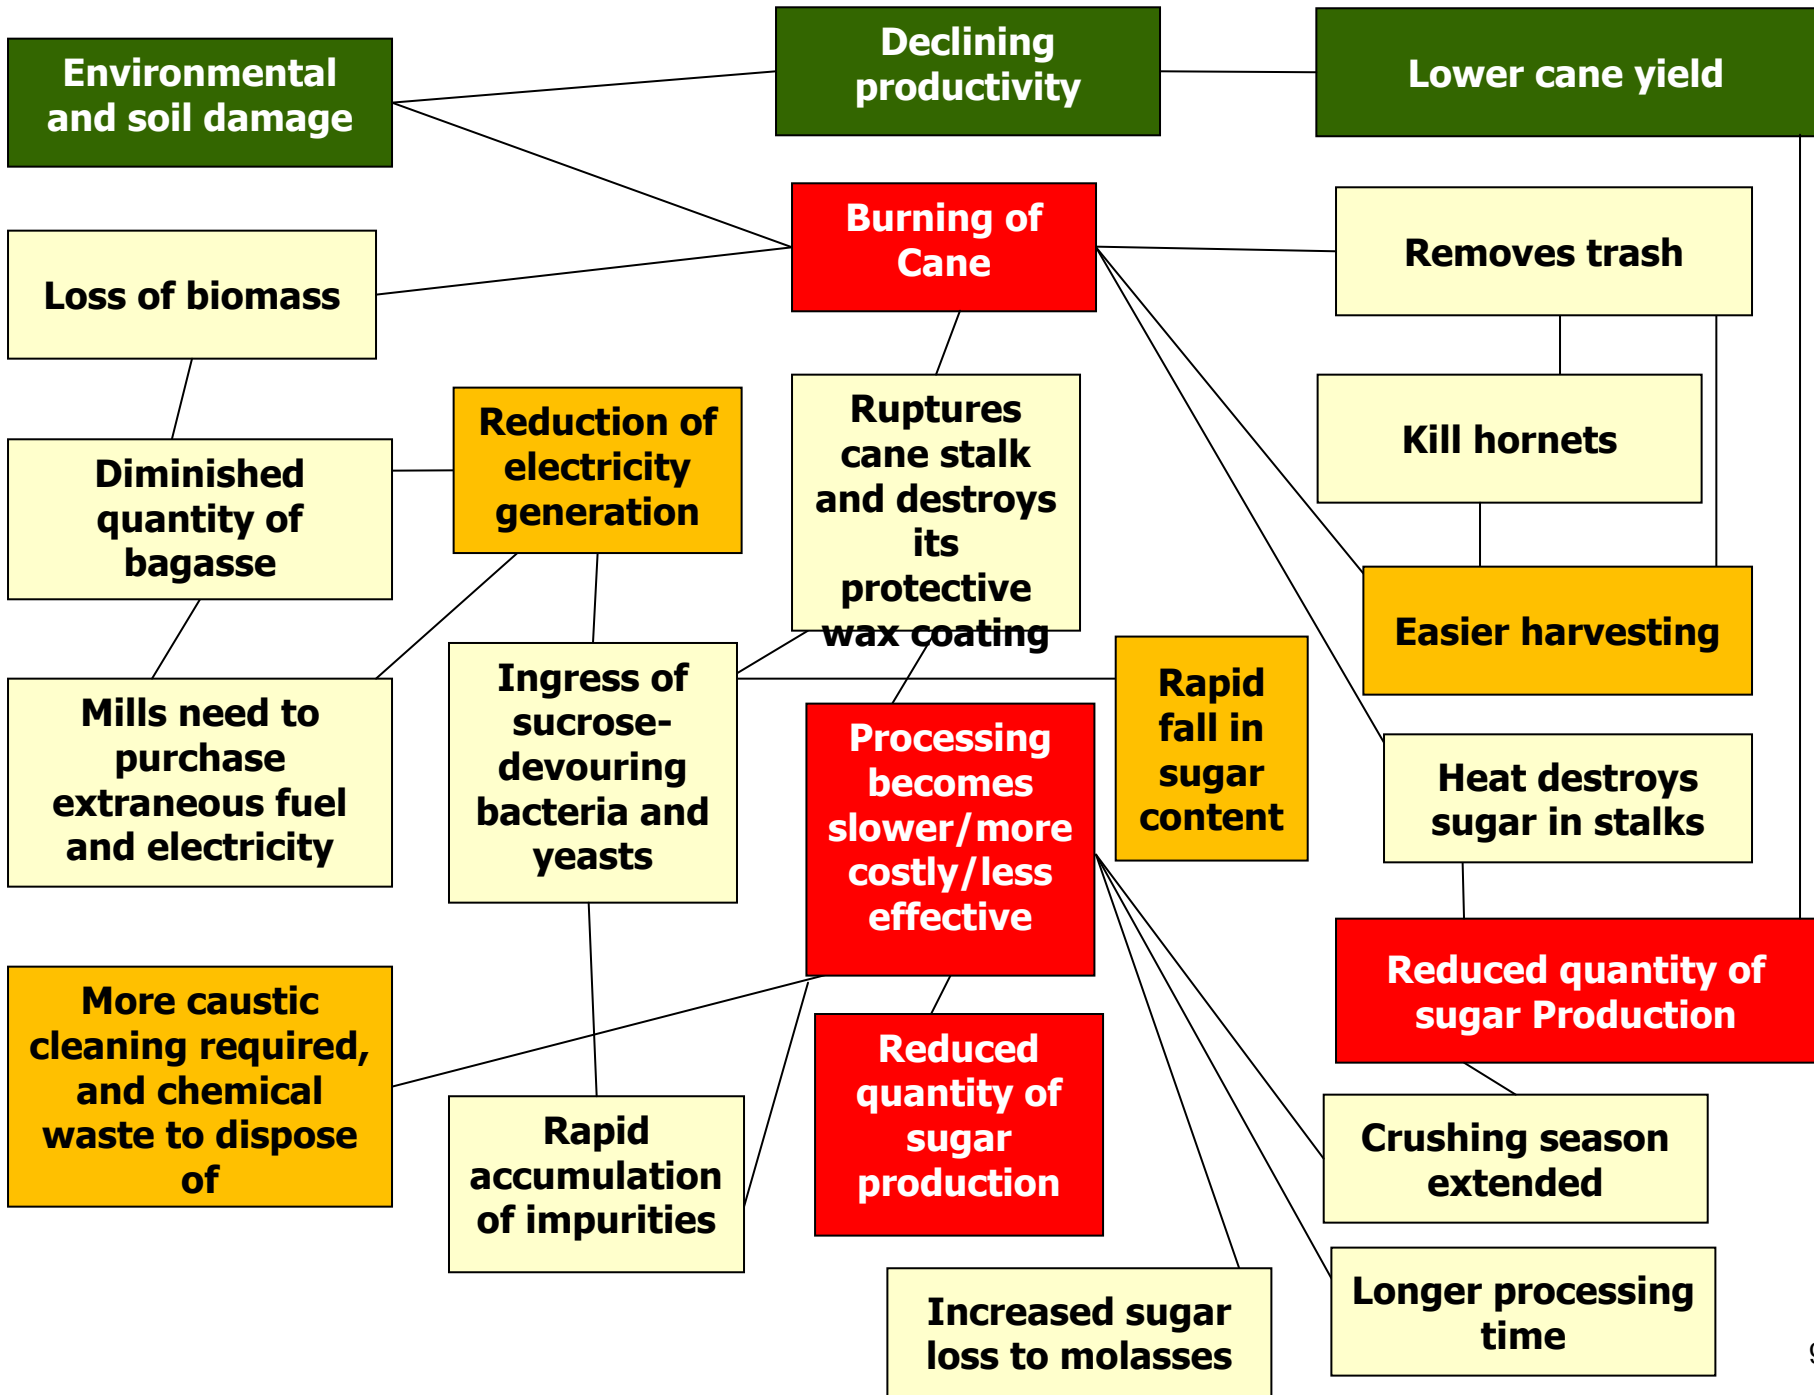 Environmental
and soil damage
Declining
productivity
Lower cane yield
Burning of
Cane
Removes trash
Loss of biomass
Reduction of
electricity
generation
Ruptures
cane stalk
and destroys
its
protective
wax coating
Kill hornets
Diminished
quantity of
bagasse
Easier harvesting
Ingress of
sucrose-
devouring
bacteria and
yeasts
Rapid
fall in
sugar
content
Mills need to
purchase
extraneous fuel
and electricity
Processing
becomes
slower/more
costly/less
effective
Heat destroys
sugar in stalks
Reduced quantity of
sugar Production
More caustic
cleaning required,
and chemical
waste to dispose
of
Reduced
quantity of
sugar
production
Rapid
accumulation
of impurities
Crushing season
extended
Longer processing
time
Increased sugar
loss to molasses